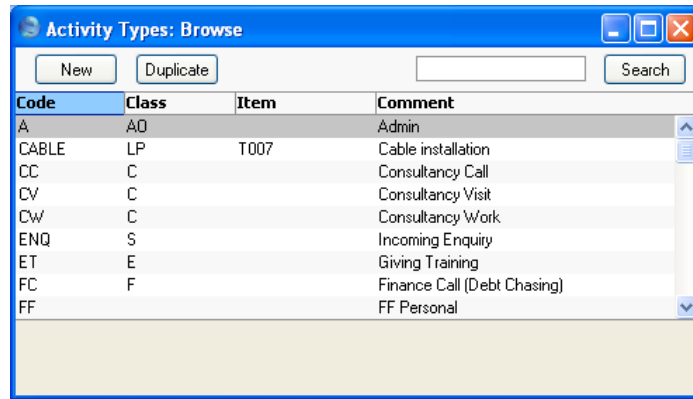 Activity Types: Browse
New Duplicate Search
Code Class Item Comment
A AO Admin
CABLE LP T007 Cable installation
CC C Consultancy Call
CV C Consultancy Visit
CW C Consultancy Work
ENQ S Incoming Enquiry
ET E Giving Training
FC F Finance Call (Debt Chasing)
FF FF Personal